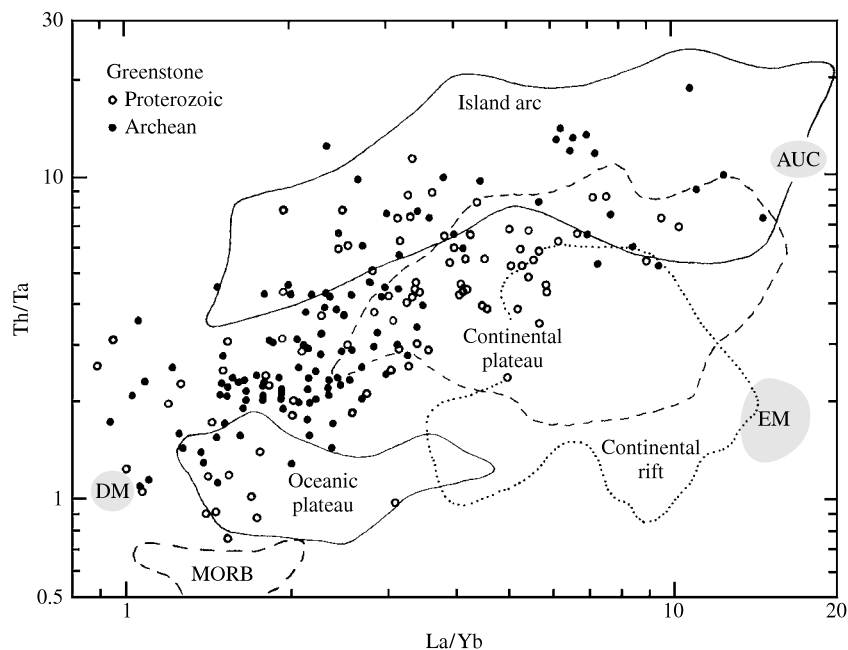 30
10
1
0.5
Th/Ta
Greenstone
Proterozoic
Archean
Island arc
AUC
Continental
plateau
EM
Continental
rift
DM
Oceanic
plateau
MORB
1
10
20
La/Yb